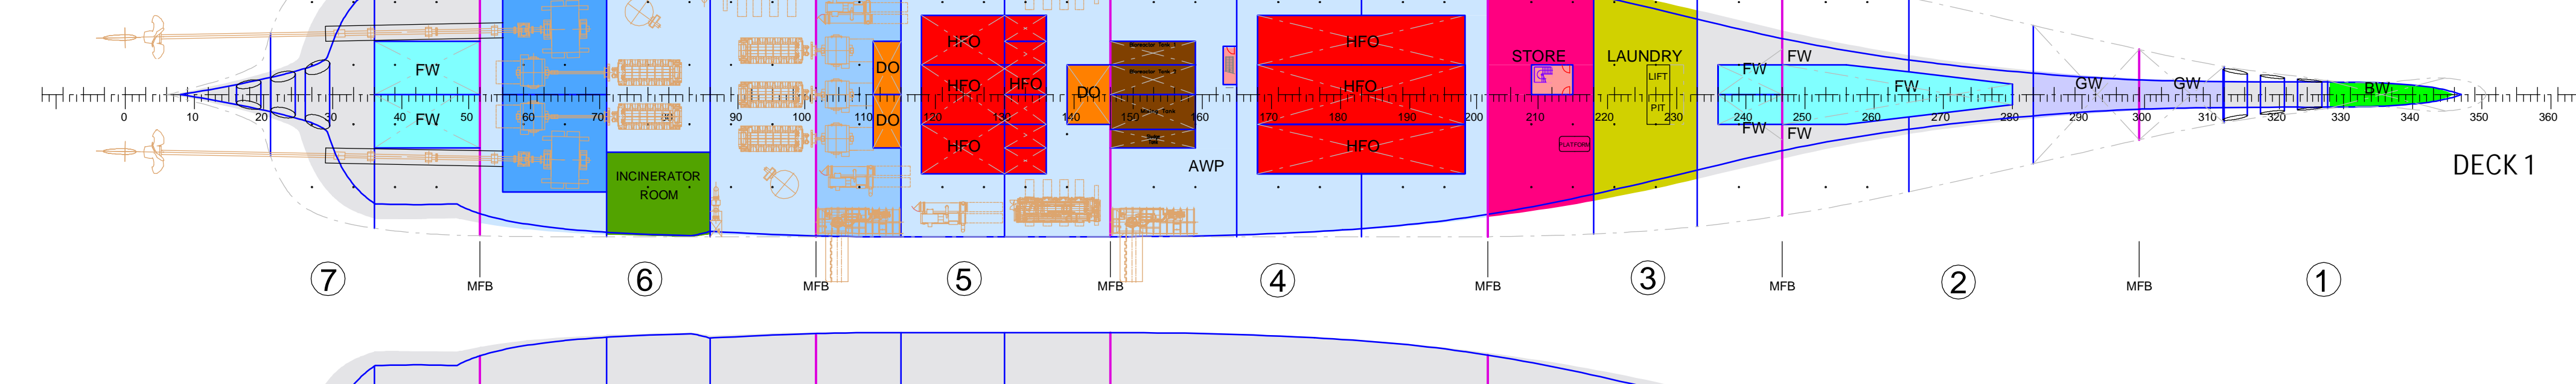 HFO HFO STORE LAUNDRY FW
FW DO Bioreactor Tank 1 LIFT FW
HFO HFO DO HFO FW GW GW BW
0 10 20 30 40 50 60 70 80 90 100 110 120 130 140 150 160 170 180 190 200 210 220 230 240 250 260 270 280 290 300 310 320 330 340 350 360
FW DO PIT FW FW
HFO HFO PLATFORM
INCINERATOR
ROOM
AWP
DECK 1
7 6 5 4 3 2 1
MFB MFB MFB MFB MFB MFB